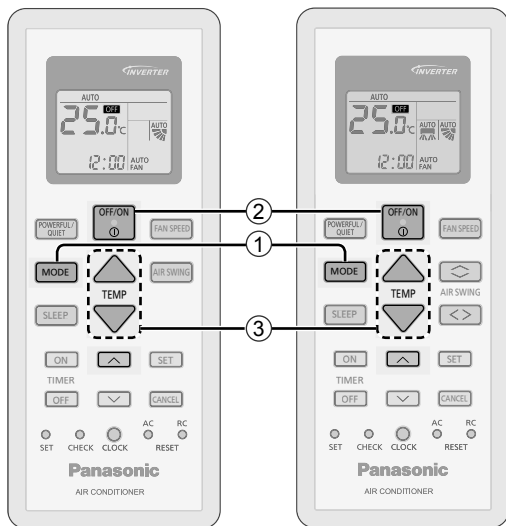 INVERTER
AUTO
OFF
25.0°C
AUTO
12:00 AUTO FAN
POWERFUL/ QUIET
OFF/ON
FAN SPEED
MODE
TEMP
AIR SWING
SLEEP
ON
SET
TIMER
OFF
CANCEL
SET
CHECK
CLOCK
AC
RC
RESET
Panasonic
AIR CONDITIONER
2
1
3
INVERTER
AUTO
OFF
25.0°C
AUTO AUTO
12:00 AUTO FAN
POWERFUL/ QUIET
OFF/ON
FAN SPEED
MODE
TEMP
AIR SWING
SLEEP
ON
SET
TIMER
OFF
CANCEL
SET
CHECK
CLOCK
AC
RC
RESET
Panasonic
AIR CONDITIONER